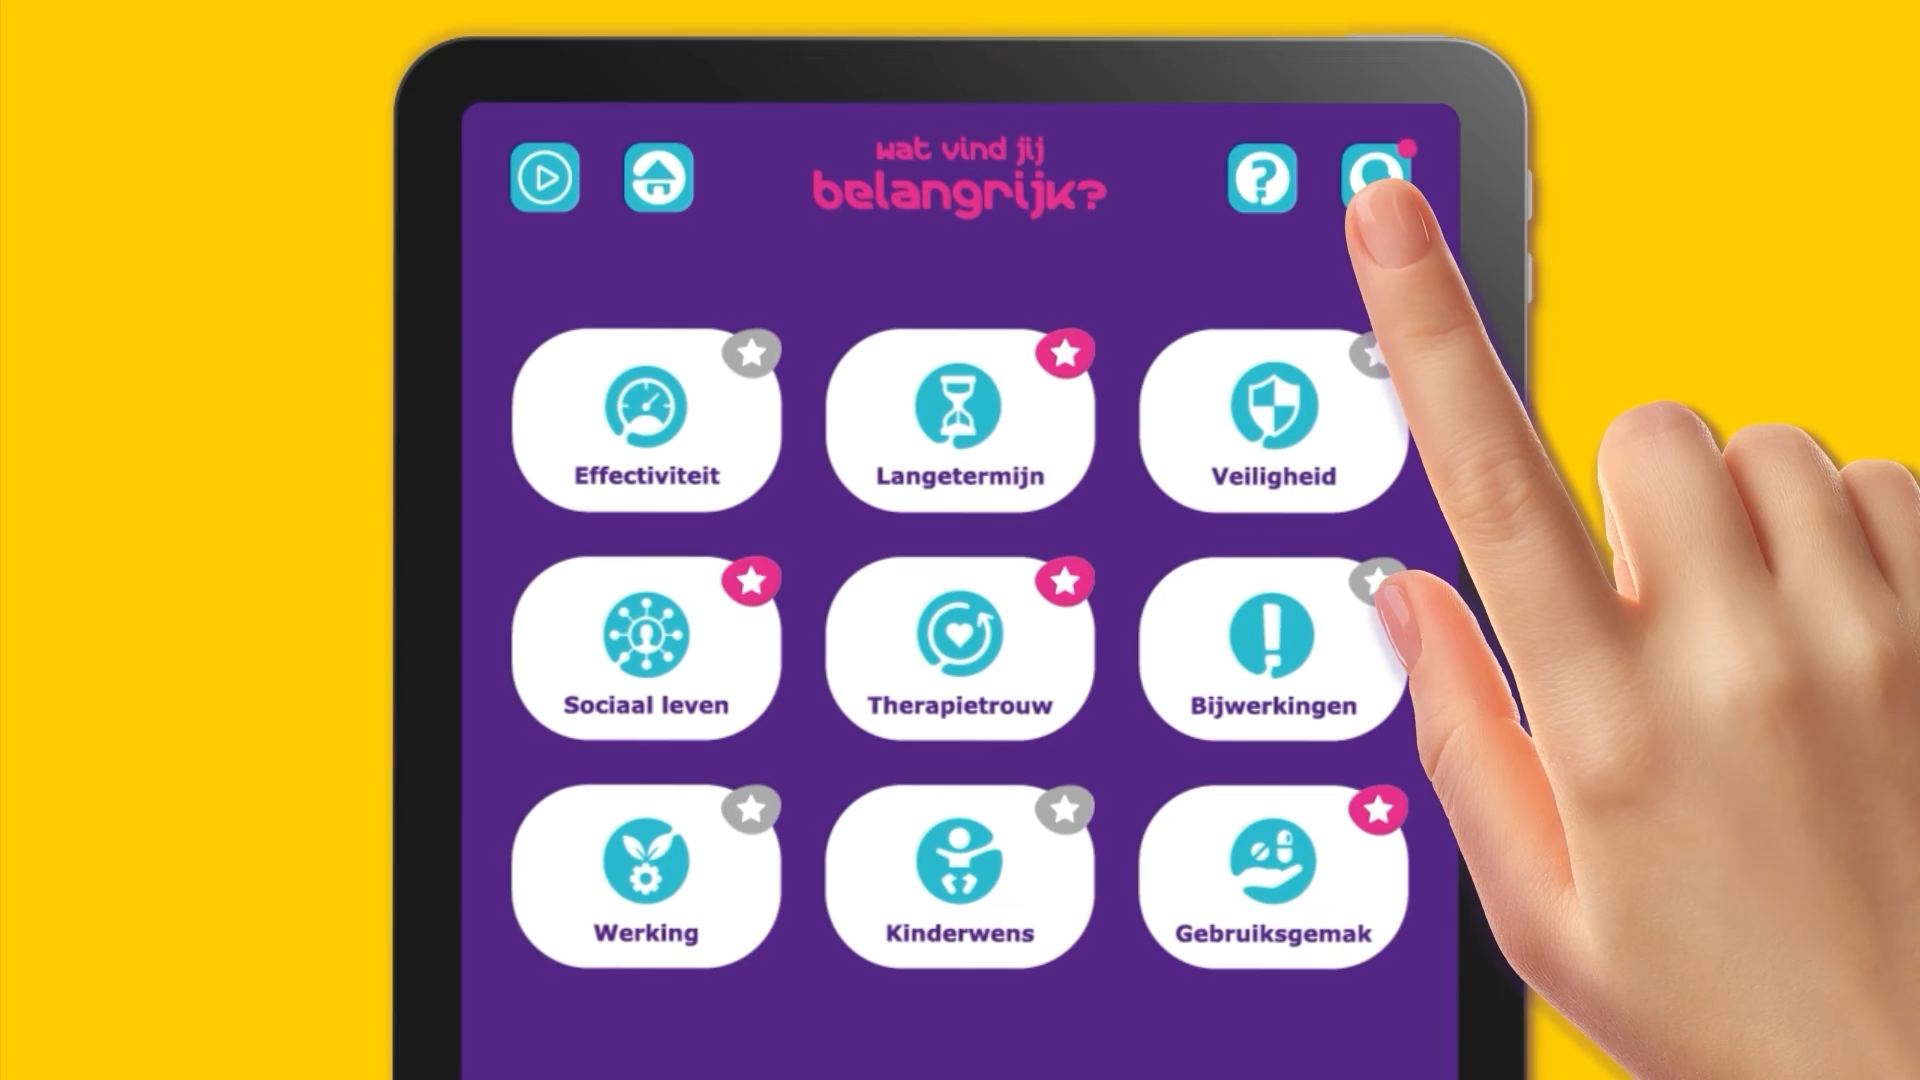 wat vind jij
belangrijk?
Effectiviteit
Langetermijn
Veiligheid
Sociaal leven
Therapietrouw
Bijwerkingen
Werking
Kinderwens
Gebruiksgemak